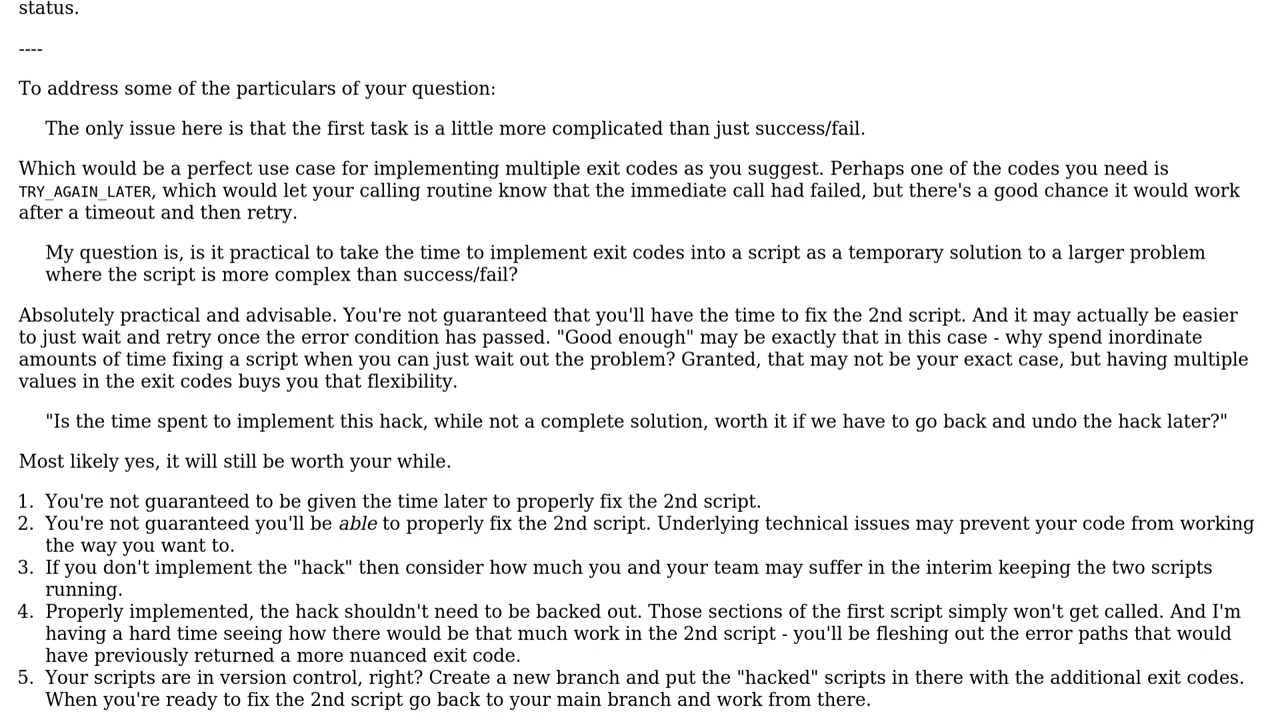 status.
----
To address some of the particulars of your question:
The only issue here is that the first task is a little more complicated than just success/fail.
Which would be a perfect use case for implementing multiple exit codes as you suggest. Perhaps one of the codes you need is
TRY_AGAIN_LATER, which would let your calling routine know that the immediate call had failed, but there's a good chance it would work
after a timeout and then retry.
My question is, is it practical to take the time to implement exit codes into a script as a temporary solution to a larger problem
where the script is more complex than success/fail?
Absolutely practical and advisable. You're not guaranteed that you'll have the time to fix the 2nd script. And it may actually be easier
to just wait and retry once the error condition has passed. "Good enough" may be exactly that in this case - why spend inordinate
amounts of time fixing a script when you can just wait out the problem? Granted, that may not be your exact case, but having multiple
values in the exit codes buys you that flexibility.
"Is the time spent to implement this hack, while not a complete solution, worth it if we have to go back and undo the hack later?"
Most likely yes, it will still be worth your while.
1. You're not guaranteed to be given the time later to properly fix the 2nd script.
2. You're not guaranteed you'll be able to properly fix the 2nd script. Underlying technical issues may prevent your code from working
the way you want to.
3. If you don't implement the "hack" then consider how much you and your team may suffer in the interim keeping the two scripts
running.
4. Properly implemented, the hack shouldn't need to be backed out. Those sections of the first script simply won't get called. And I'm
having a hard time seeing how there would be that much work in the 2nd script - you'll be fleshing out the error paths that would
have previously returned a more nuanced exit code.
5. Your scripts are in version control, right? Create a new branch and put the "hacked" scripts in there with the additional exit codes.
When you're ready to fix the 2nd script go back to your main branch and work from there.